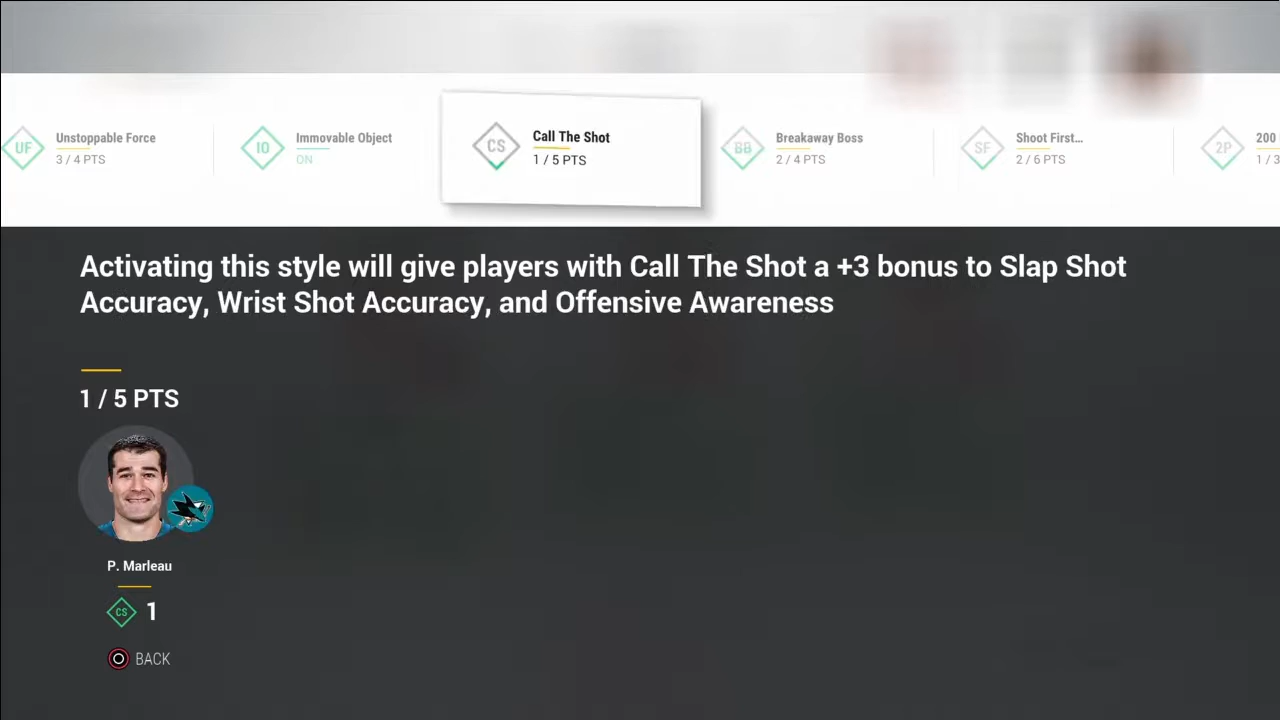 UF Unstoppable Force
3 / 4 PTS
IO Immovable Object
ON
CS Call The Shot
1 / 5 PTS
BB Breakaway Boss
2 / 4 PTS
SF Shoot First...
2 / 6 PTS
2P 200
1 / 3
Activating this style will give players with Call The Shot a +3 bonus to Slap Shot
Accuracy, Wrist Shot Accuracy, and Offensive Awareness
1 / 5 PTS
P. Marleau
CS 1
BACK